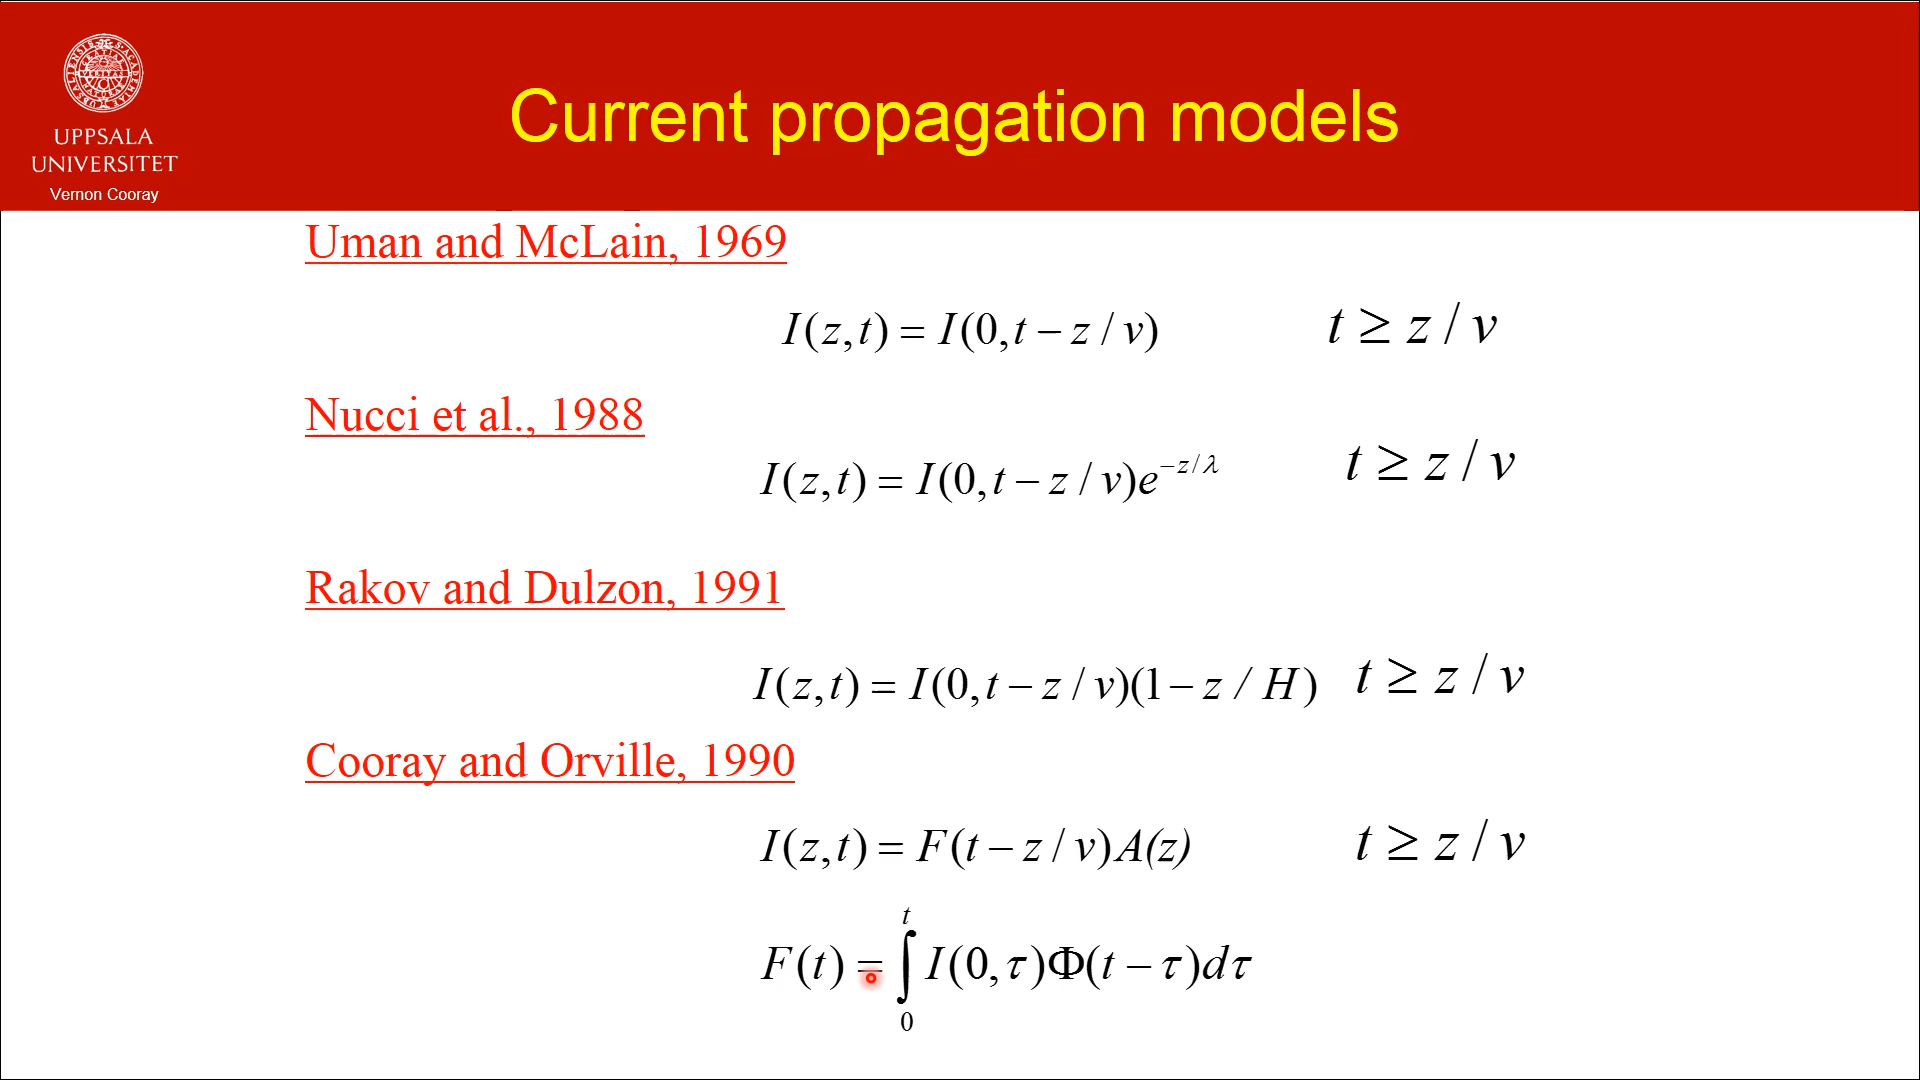 UPPSALA
UNIVERSITET
Vernon Cooray
Current propagation models
Uman and McLain, 1969
I(z,t) = I(0,t − z / v) t ≥ z / v
Nucci et al., 1988
I(z,t) = I(0,t − z / v)e^{−z/λ} t ≥ z / v
Rakov and Dulzon, 1991
I(z,t) = I(0,t − z / v)(1 − z / H) t ≥ z / v
Cooray and Orville, 1990
I(z,t) = F(t − z / v)A(z) t ≥ z / v
F(t) = ∫_0^t I(0,τ)Φ(t − τ)dτ